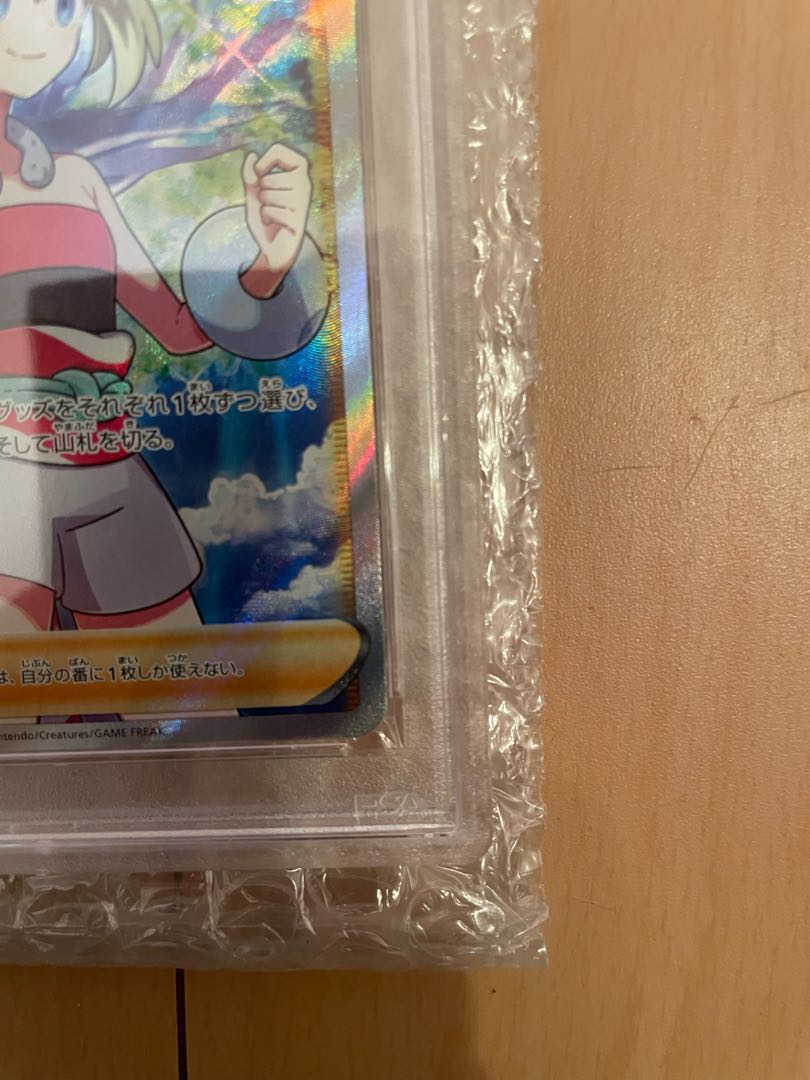 グッズをそれぞれ1枚ずつ選び、
そして山札を切る。
は、自分の番に1枚しか使えない。
ntendo/Creatures/GAME FREAK
PSA